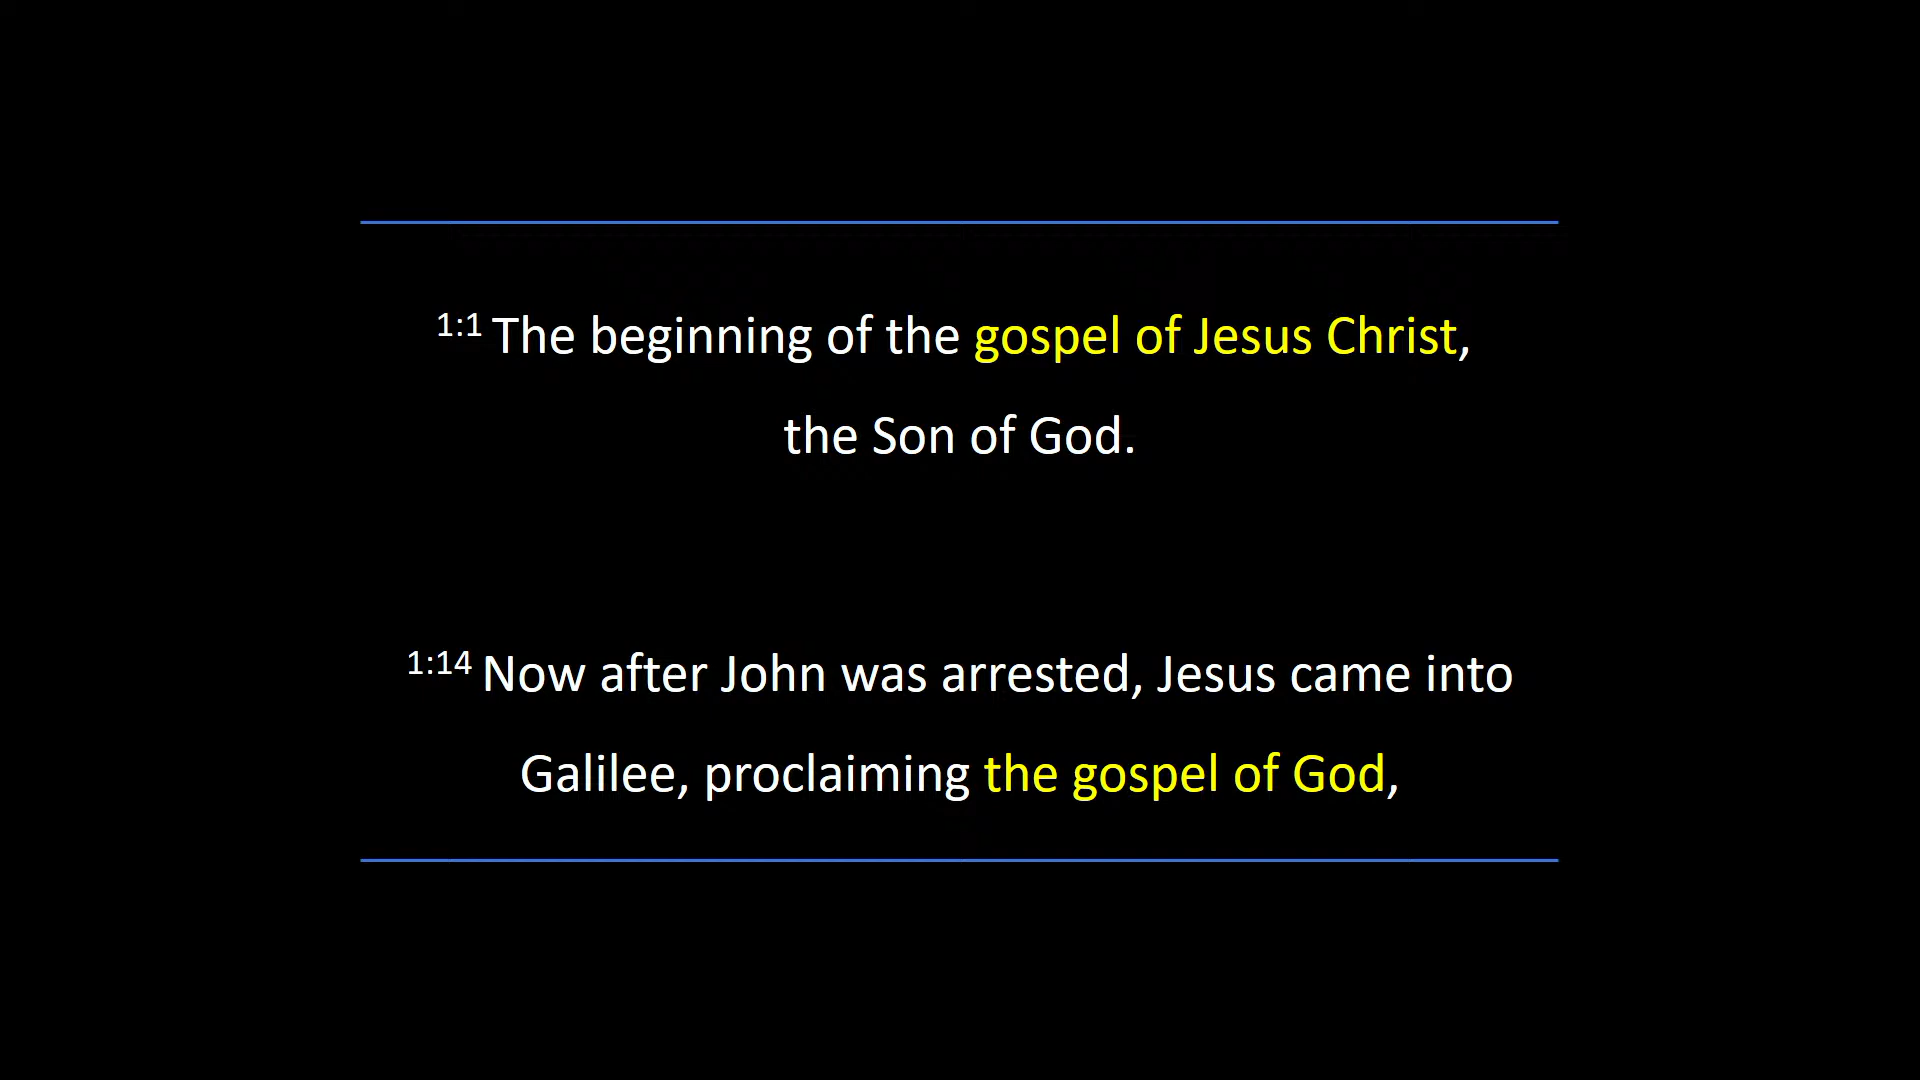 1:1 The beginning of the gospel of Jesus Christ,
the Son of God.
1:14 Now after John was arrested, Jesus came into
Galilee, proclaiming the gospel of God,